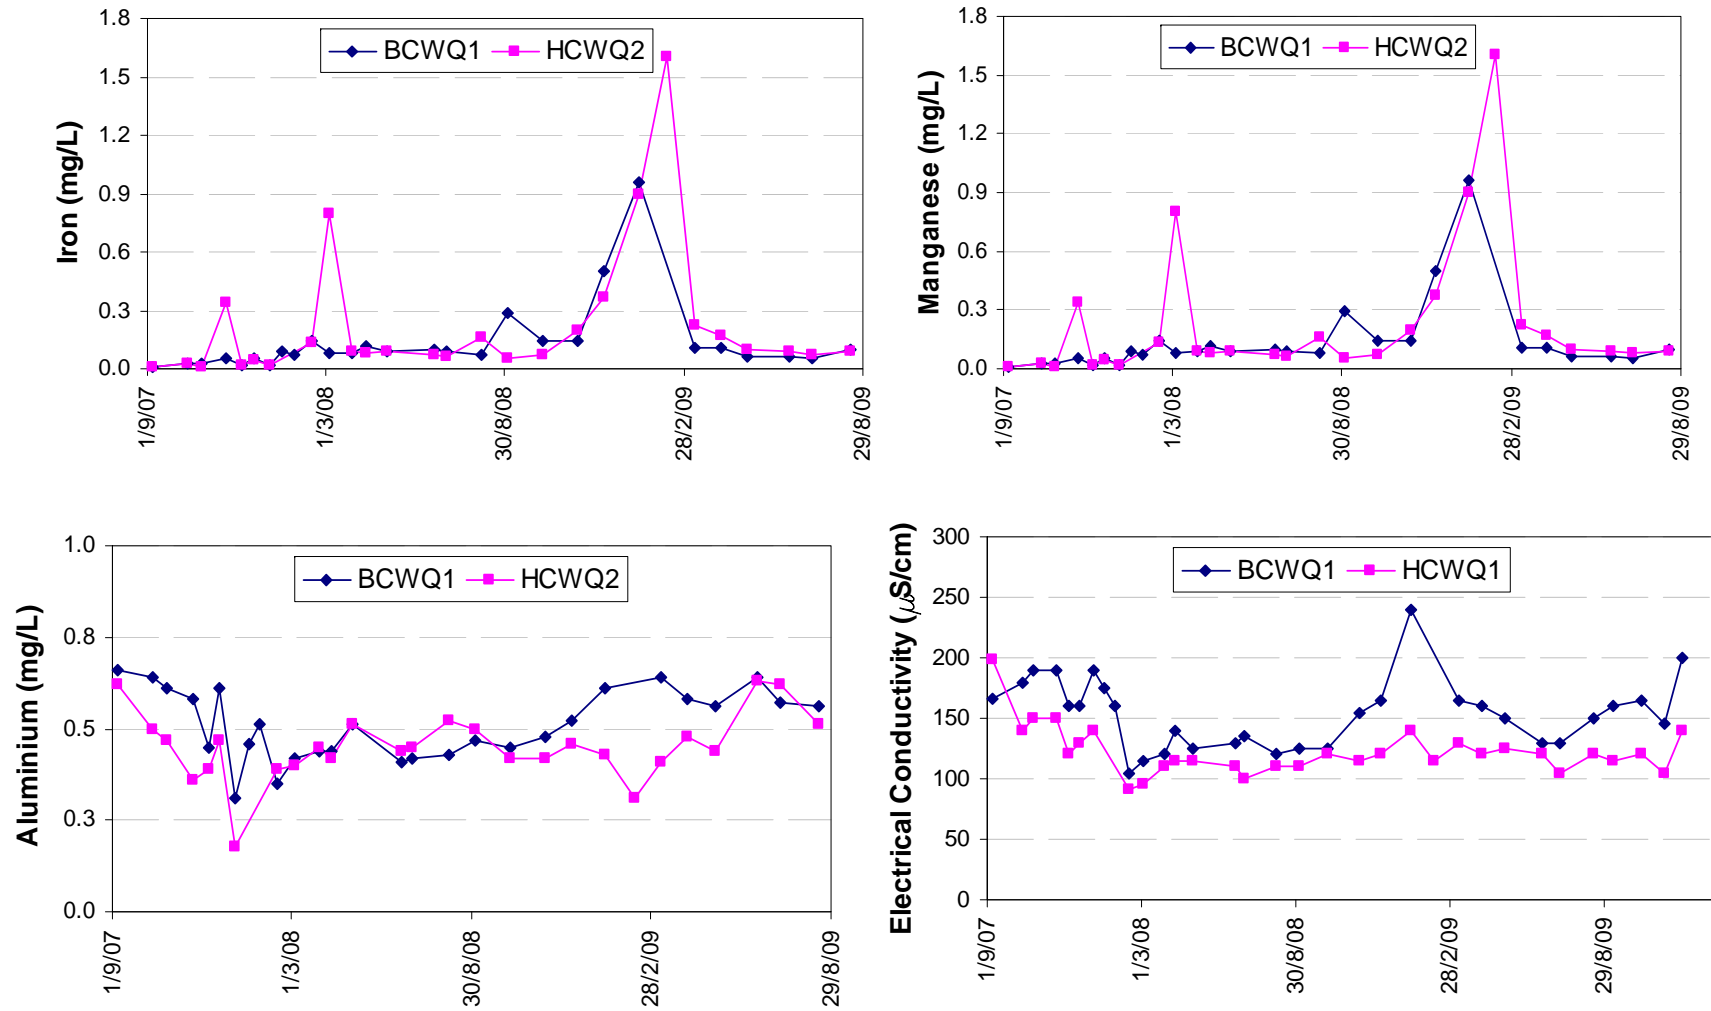 Iron (mg/L)
1.8
1.5
1.2
0.9
0.6
0.3
0.0
BCWQ1 HCWQ2
1/9/07 1/3/08 30/8/08 28/2/09 29/8/09
Manganese (mg/L)
1.8
1.5
1.2
0.9
0.6
0.3
0.0
BCWQ1 HCWQ2
1/9/07 1/3/08 30/8/08 28/2/09 29/8/09
Aluminium (mg/L)
1.0
0.8
0.5
0.3
0.0
BCWQ1 HCWQ2
1/9/07 1/3/08 30/8/08 28/2/09 29/8/09
Electrical Conductivity (μS/cm)
300
250
200
150
100
50
0
BCWQ1 HCWQ1
1/9/07 1/3/08 30/8/08 28/2/09 29/8/09